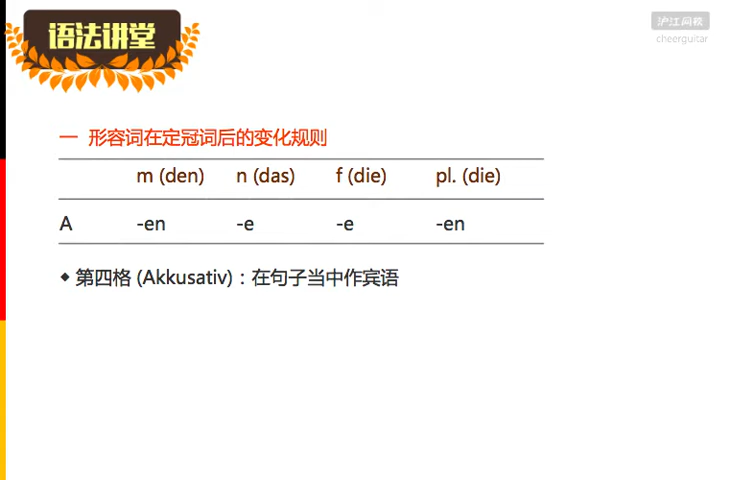 语法讲堂
沪江网校
cheerguitar
一 形容词在定冠词后的变化规则
m (den) n (das) f (die) pl. (die)
A -en -e -e -en
◆ 第四格 (Akkusativ)：在句子当中作宾语